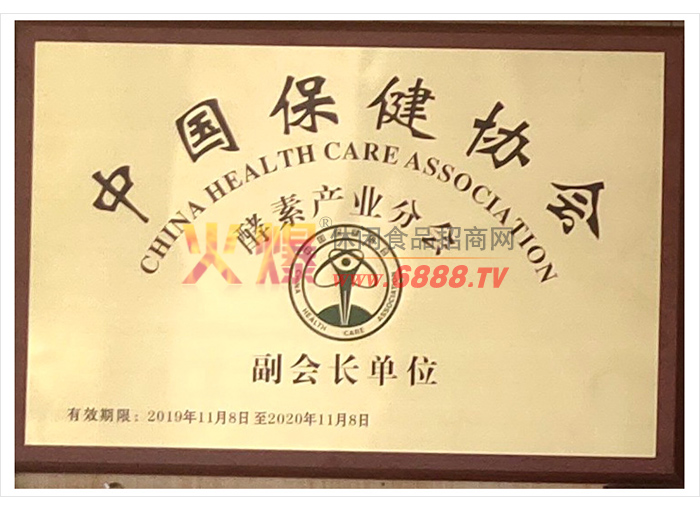 中国保健协会
CHINA HEALTH CARE ASSOCIATION
酵素产业分会
火爆®休闲食品招商网
www.6888.TV
CHINA HEALTH CARE ASSOCIATION
副会长单位
有效期限：2019年11月8日至2020年11月8日